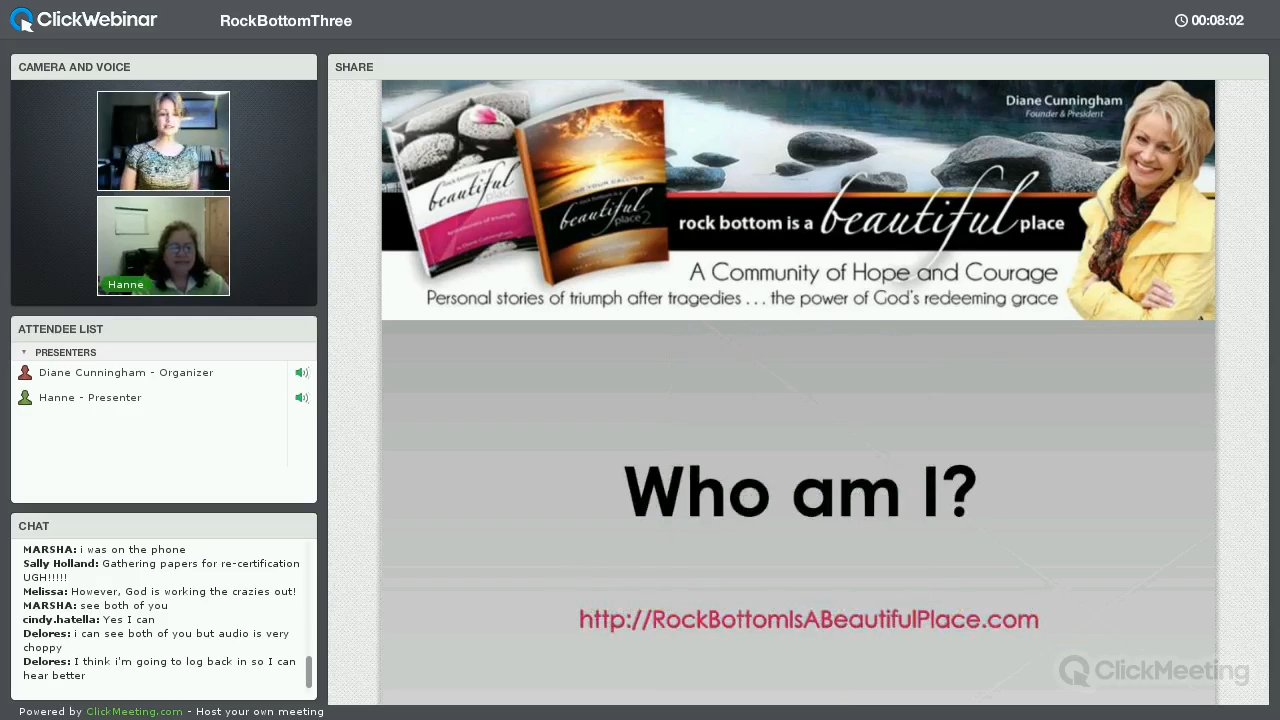 ClickWebinar
RockBottomThree
00:08:02
CAMERA AND VOICE
Hanne
ATTENDEE LIST
PRESENTERS
Diane Cunningham - Organizer
Hanne - Presenter
CHAT
MARSHA: i was on the phone
Sally Holland: Gathering papers for re-certification
UGH!!!!!
Melissa: However, God is working the crazies out!
MARSHA: see both of you
cindy.hatella: Yes I can
Delores: i can see both of you but audio is very
choppy
Delores: I think i'm going to log back in so I can
hear better
Powered by ClickMeeting.com - Host your own meeting
SHARE
Diane Cunningham
Founder & President
beautiful
beautiful
place 2
rock bottom is a beautiful place
A Community of Hope and Courage
Personal stories of triumph after tragedies . . . the power of God's redeeming grace
Who am I?
http://RockBottomIsABeautifulPlace.com
ClickMeeting